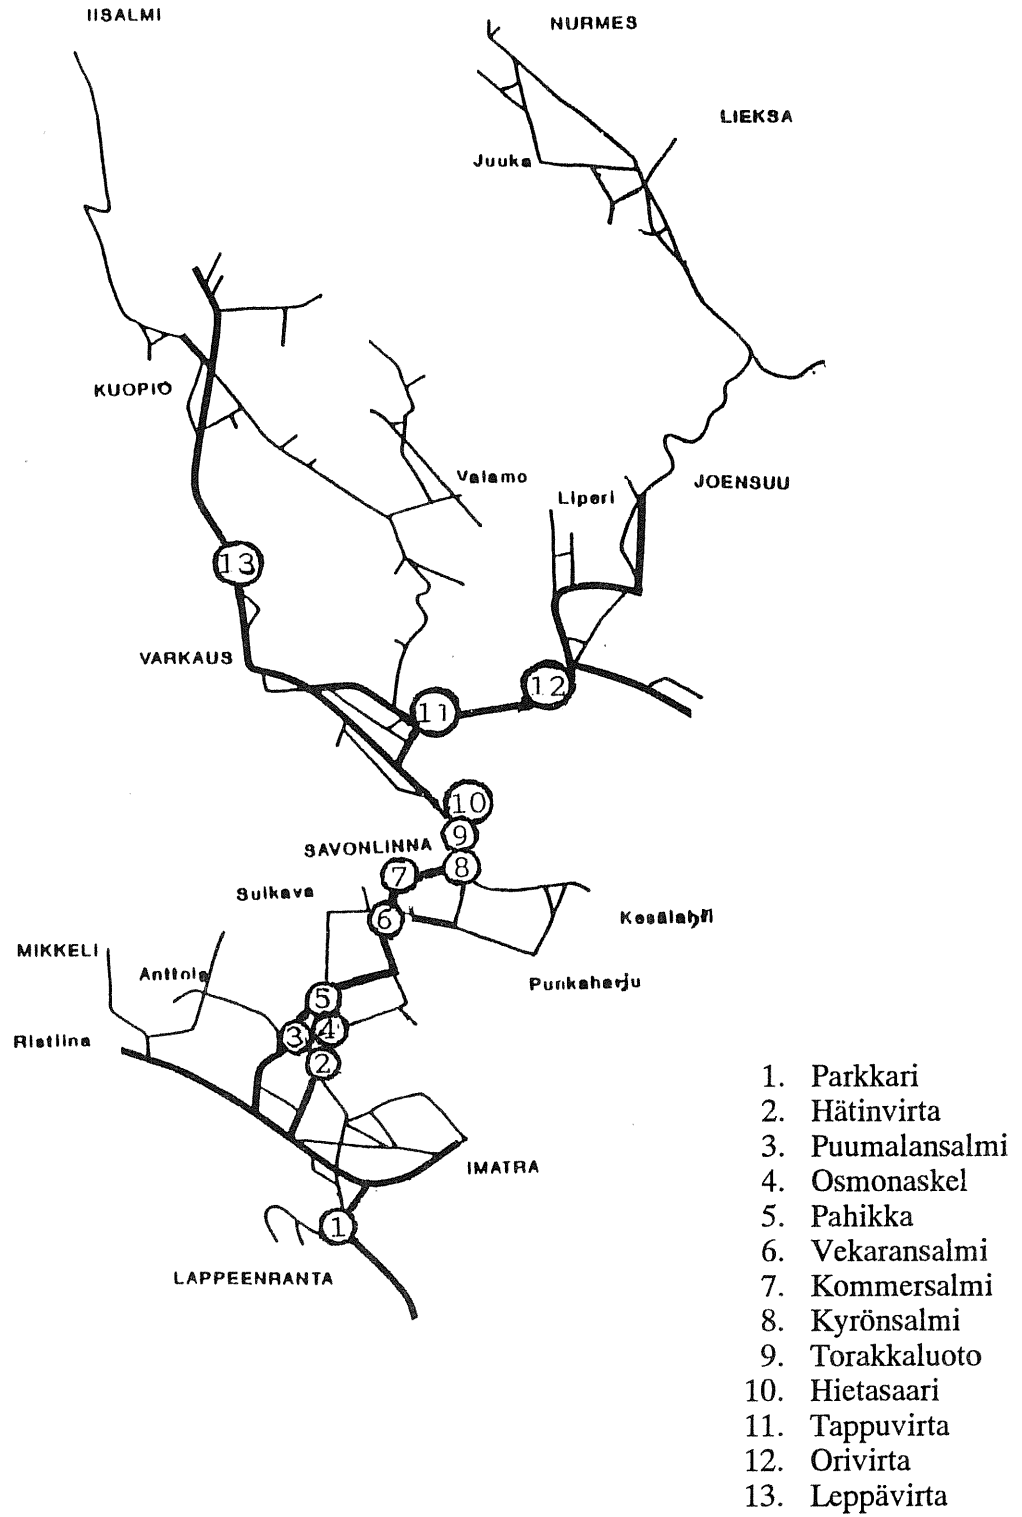 IISALMI
NURMES
LIEKSA
Juuka
KUOPIO
Valamo
Liperi
JOENSUU
13
VARKAUS
12
11
10
9
SAVONLINNA
8
7
Sulkava
6
Kesälahti
MIKKELI
Anttola
Punkaharju
5
Ristiina
3
4
2
IMATRA
1
LAPPEENRANTA
1. Parkkari
2. Hätinvirta
3. Puumalansalmi
4. Osmonaskel
5. Pahikka
6. Vekaransalmi
7. Kommersalmi
8. Kyrönsalmi
9. Torakkaluoto
10. Hietasaari
11. Tappuvirta
12. Orivirta
13. Leppävirta